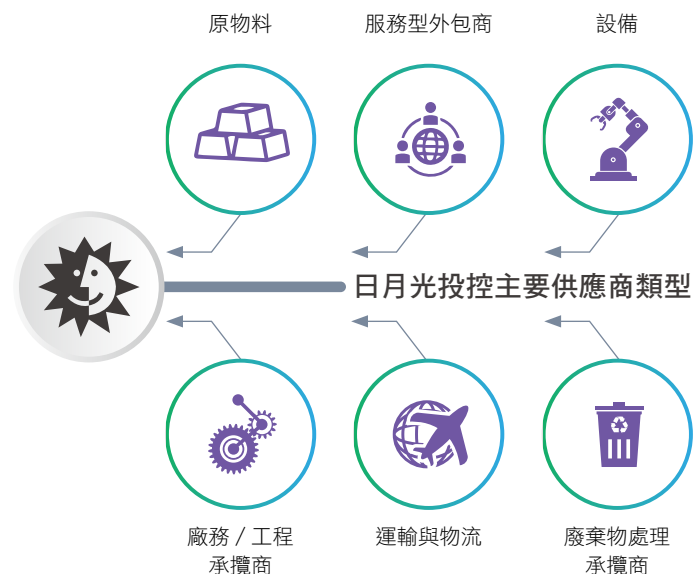 原物料
服務型外包商
設備
日月光投控主要供應商類型
廠務 / 工程
承攬商
運輸與物流
廢棄物處理
承攬商